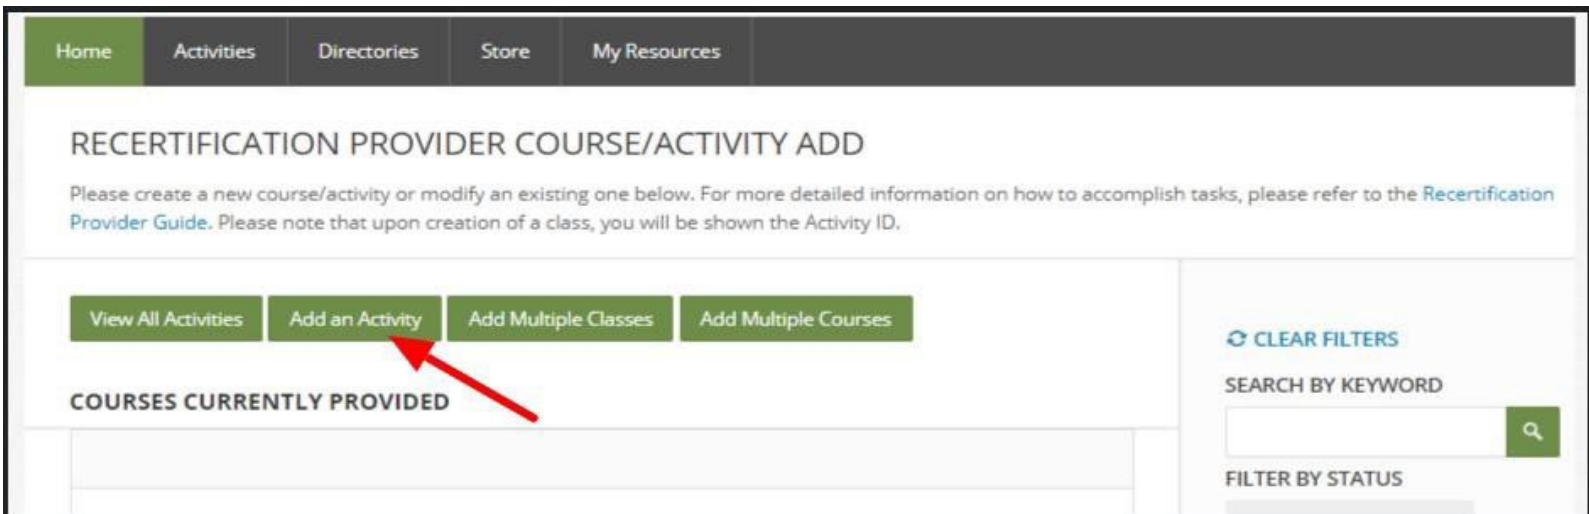 Home Activities Directories Store My Resources
RECERTIFICATION PROVIDER COURSE/ACTIVITY ADD
Please create a new course/activity or modify an existing one below. For more detailed information on how to accomplish tasks, please refer to the Recertification
Provider Guide. Please note that upon creation of a class, you will be shown the Activity ID.
View All Activities Add an Activity Add Multiple Classes Add Multiple Courses
COURSES CURRENTLY PROVIDED
CLEAR FILTERS
SEARCH BY KEYWORD
FILTER BY STATUS